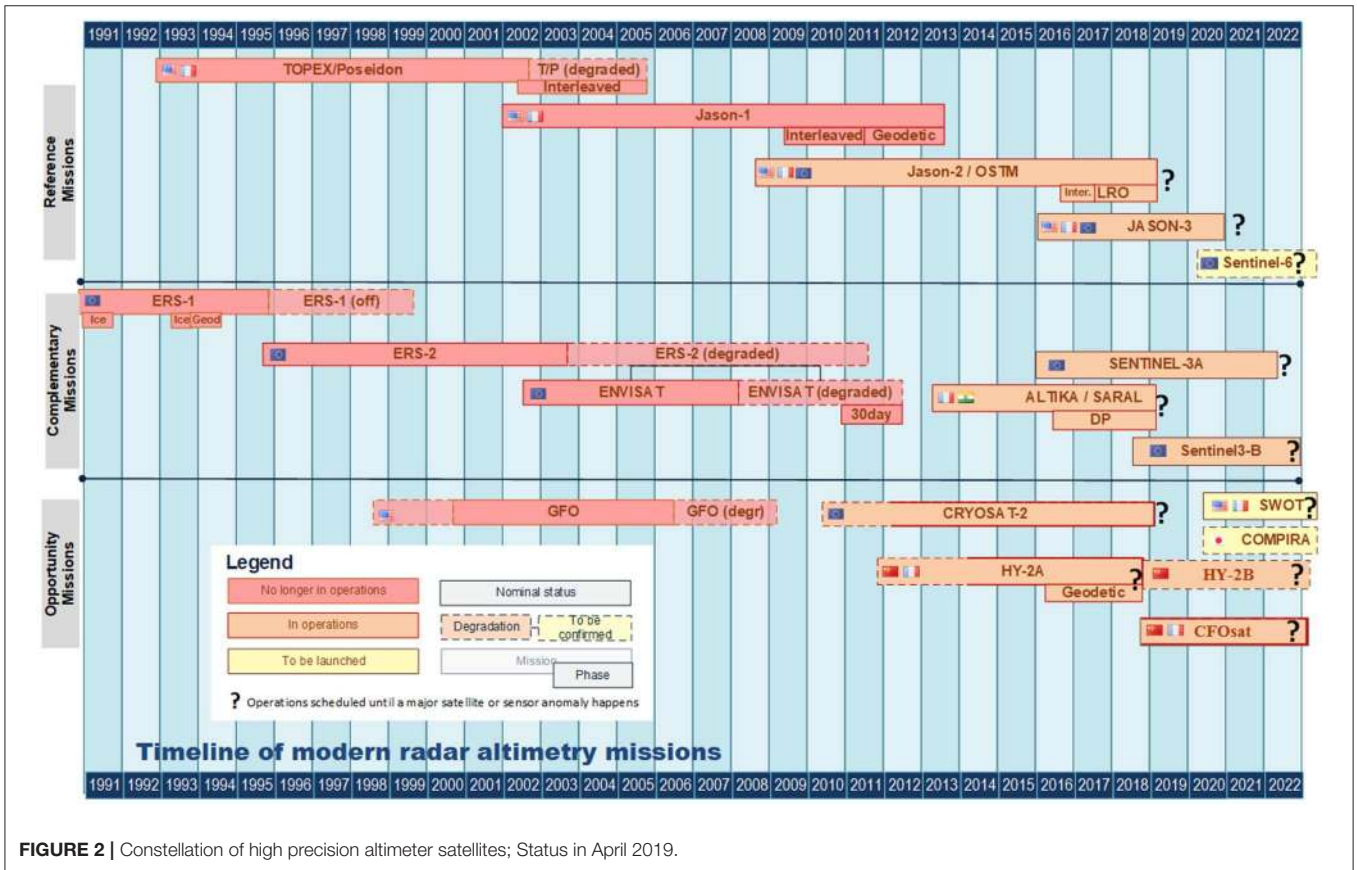 1991 1992 1993 1994 1995 1996 1997 1998 1999 2000 2001 2002 2003 2004 2005 2006 2007 2008 2009 2010 2011 2012 2013 2014 2015 2016 2017 2018 2019 2020 2021 2022
Reference Missions
TOPEX/Poseidon
T/P (degraded)
Interleaved
Jason-1
Interleaved
Geodetic
Jason-2 / OSTM
?
Inter.
LRO
JASON-3
?
Sentinel-6
?
Complementary Missions
ERS-1
ERS-1 (off)
Ice
Ice
Geod
ERS-2
ERS-2 (degraded)
SENTINEL-3A
?
ENVISAT
ENVISAT (degraded)
30day
ALTIKA / SARAL
?
DP
Sentinel3-B
?
Opportunity Missions
GFO
GFO (degr)
CRYOSAT-2
?
SWOT
?
COMPIRA
HY-2A
?
Geodetic
HY-2B
?
CFOsat
?
Legend
No longer in operations
Nominal status
In operations
Degradation
To be confirmed
To be launched
Mission
Phase
? Operations scheduled until a major satellite or sensor anomaly happens
Timeline of modern radar altimetry missions
1991 1992 1993 1994 1995 1996 1997 1998 1999 2000 2001 2002 2003 2004 2005 2006 2007 2008 2009 2010 2011 2012 2013 2014 2015 2016 2017 2018 2019 2020 2021 2022
FIGURE 2 | Constellation of high precision altimeter satellites; Status in April 2019.